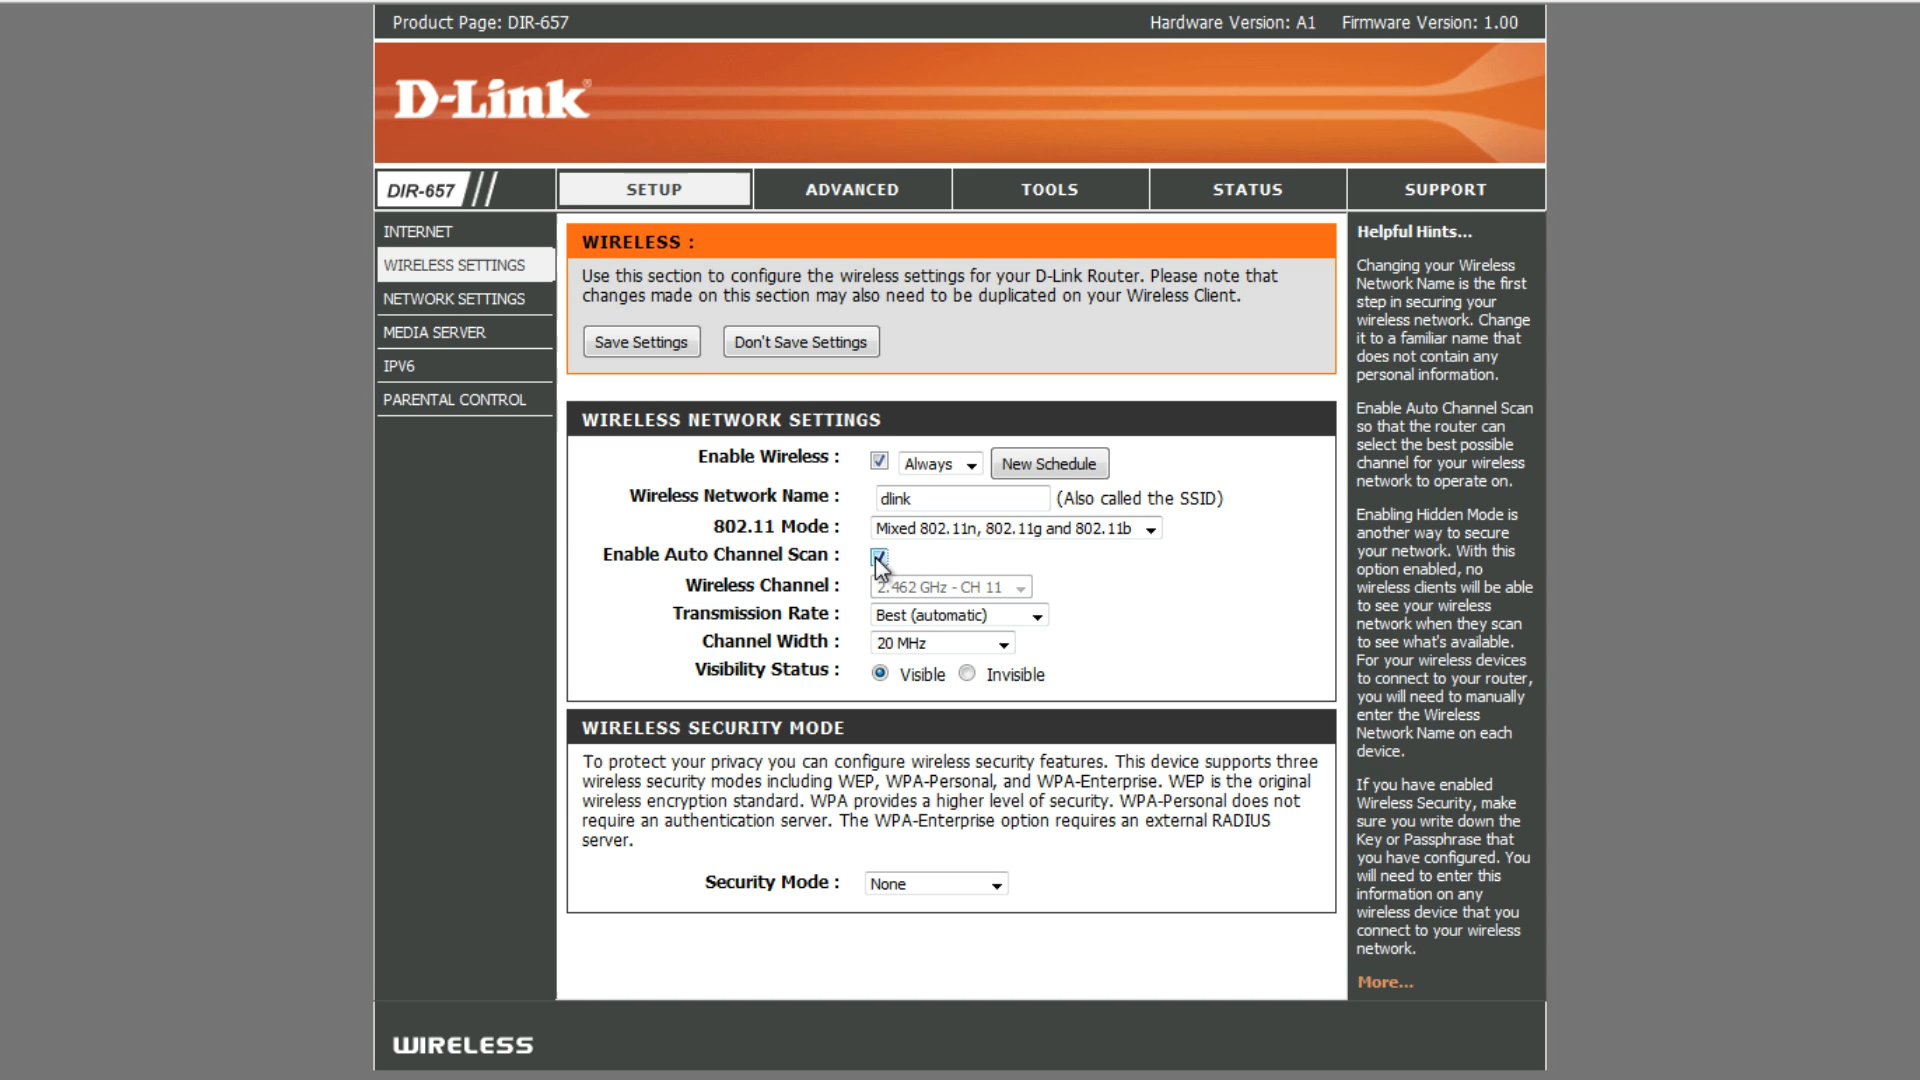 Product Page: DIR-657
Hardware Version: A1 Firmware Version: 1.00
D-Link®
DIR-657
SETUP
ADVANCED
TOOLS
STATUS
SUPPORT
INTERNET
WIRELESS SETTINGS
NETWORK SETTINGS
MEDIA SERVER
IPV6
PARENTAL CONTROL
WIRELESS :
Use this section to configure the wireless settings for your D-Link Router. Please note that
changes made on this section may also need to be duplicated on your Wireless Client.
Save Settings
Don't Save Settings
WIRELESS NETWORK SETTINGS
Enable Wireless : Always New Schedule
Wireless Network Name : dlink (Also called the SSID)
802.11 Mode : Mixed 802.11n, 802.11g and 802.11b
Enable Auto Channel Scan :
Wireless Channel : 2.462 GHz - CH 11
Transmission Rate : Best (automatic)
Channel Width : 20 MHz
Visibility Status : Visible Invisible
WIRELESS SECURITY MODE
To protect your privacy you can configure wireless security features. This device supports three
wireless security modes including WEP, WPA-Personal, and WPA-Enterprise. WEP is the original
wireless encryption standard. WPA provides a higher level of security. WPA-Personal does not
require an authentication server. The WPA-Enterprise option requires an external RADIUS
server.
Security Mode : None
Helpful Hints...
Changing your Wireless
Network Name is the first
step in securing your
wireless network. Change
it to a familiar name that
does not contain any
personal information.
Enable Auto Channel Scan
so that the router can
select the best possible
channel for your wireless
network to operate on.
Enabling Hidden Mode is
another way to secure
your network. With this
option enabled, no
wireless clients will be able
to see your wireless
network when they scan
to see what's available.
For your wireless devices
to connect to your router,
you will need to manually
enter the Wireless
Network Name on each
device.
If you have enabled
Wireless Security, make
sure you write down the
Key or Passphrase that
you have configured. You
will need to enter this
information on any
wireless device that you
connect to your wireless
network.
More...
WIRELESS